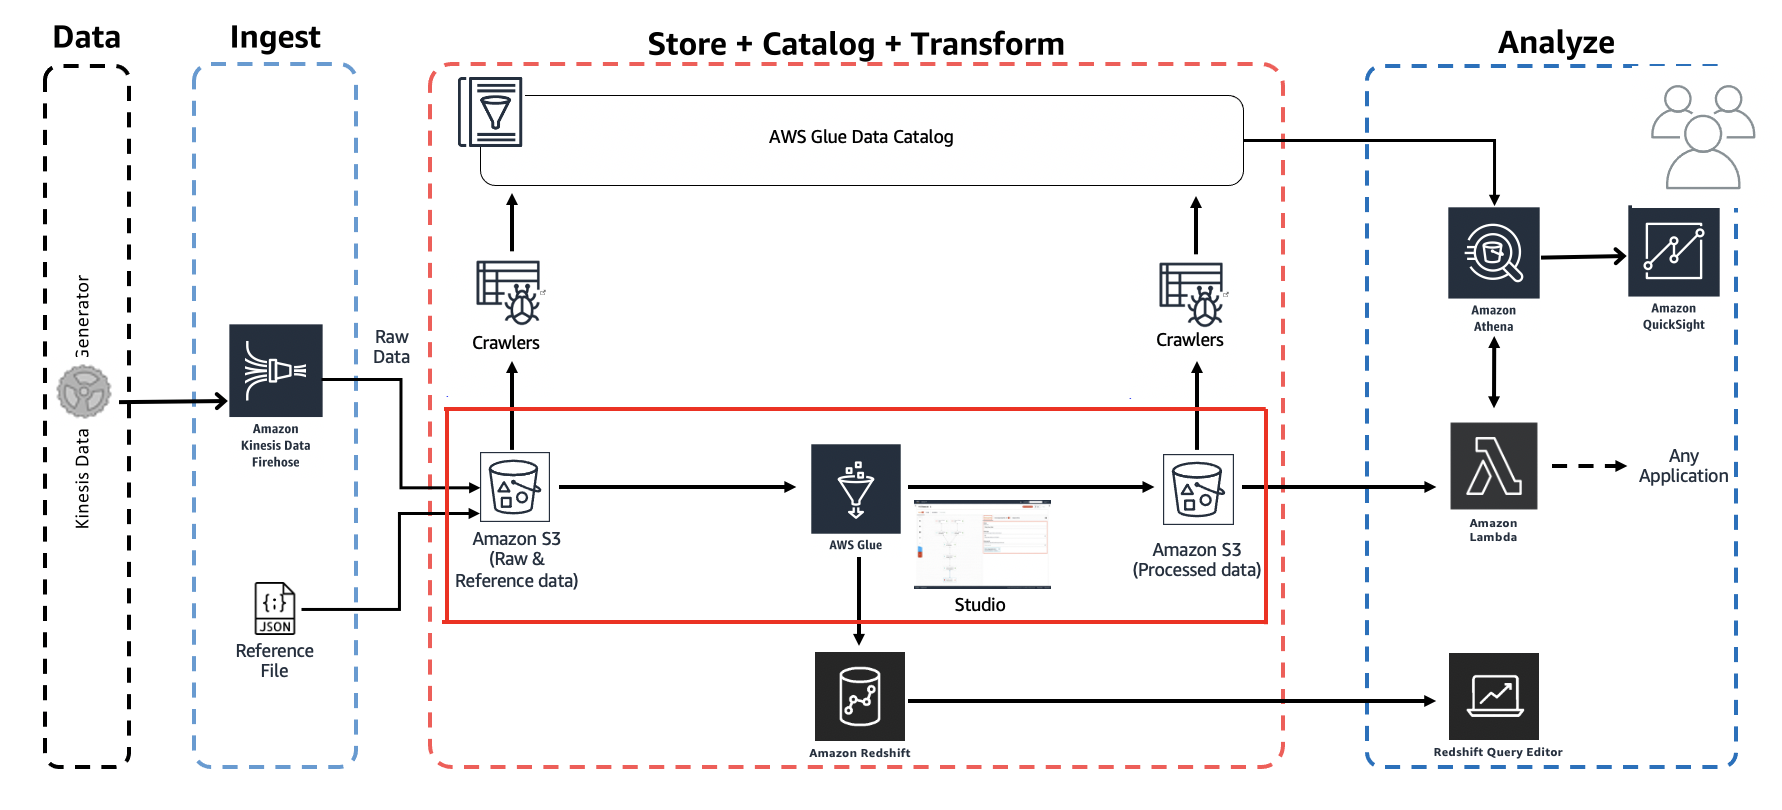 Data
Ingest
Store + Catalog + Transform
Analyze
AWS Glue Data Catalog
Kinesis Data
Generator
Amazon
Kinesis Data
Firehose
Raw
Data
{;}
JSON
Reference
File
Crawlers
Crawlers
Amazon S3
(Raw &
Reference data)
AWS Glue
Studio
Amazon S3
(Processed data)
Amazon Redshift
Amazon
Athena
Amazon
QuickSight
Amazon
Lambda
Any
Application
Redshift Query Editor